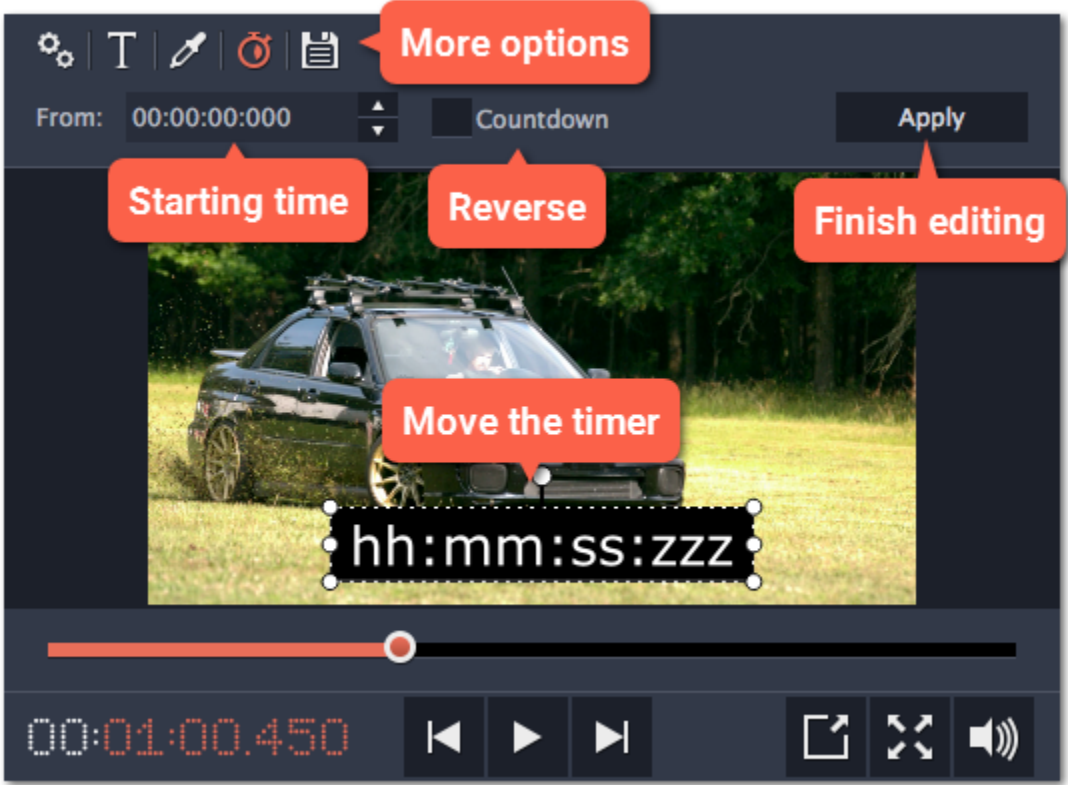 T
More options
From: 00:00:00:000 Countdown Apply
Starting time
Reverse
Finish editing
Move the timer
hh:mm:ss:zzz
00:01:00.450